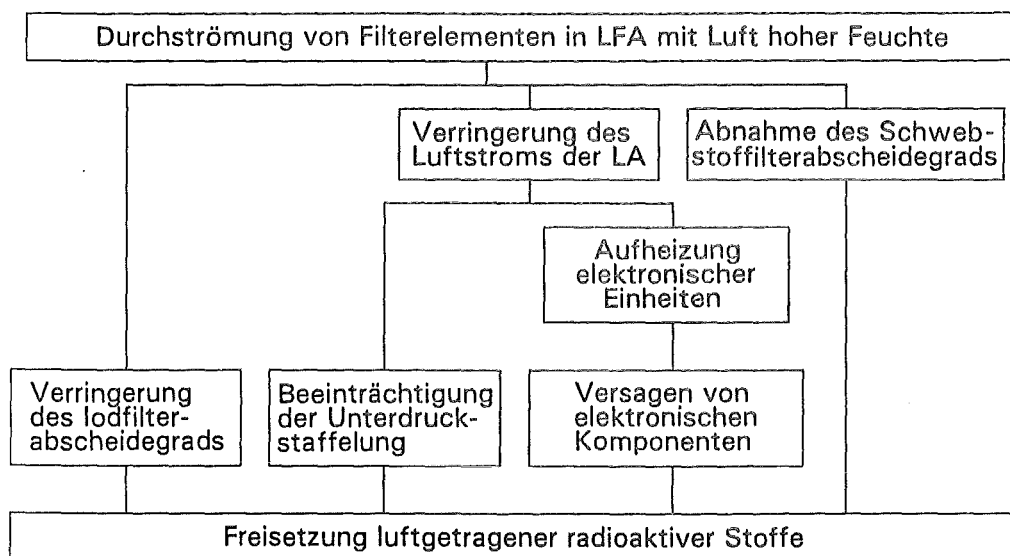 Durchströmung von Filterelementen in LFA mit Luft hoher Feuchte
Verringerung des
Luftstroms der LA
Abnahme des Schweb-
stoffilterabscheidegrads
Aufheizung
elektronischer
Einheiten
Verringerung
des Iodfilter-
abscheidegrads
Beeinträchtigung
der Unterdruck-
staffelung
Versagen von
elektronischen
Komponenten
Freisetzung luftgetragener radioaktiver Stoffe